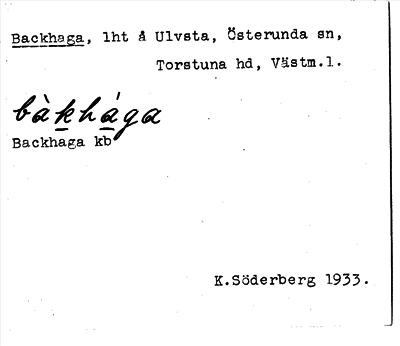 Backhaga, lht å Ulvsta, Österunda sn,
Torstuna hd, Västm.l.
bàkhága
Backhaga kb
K.Söderberg 1933.